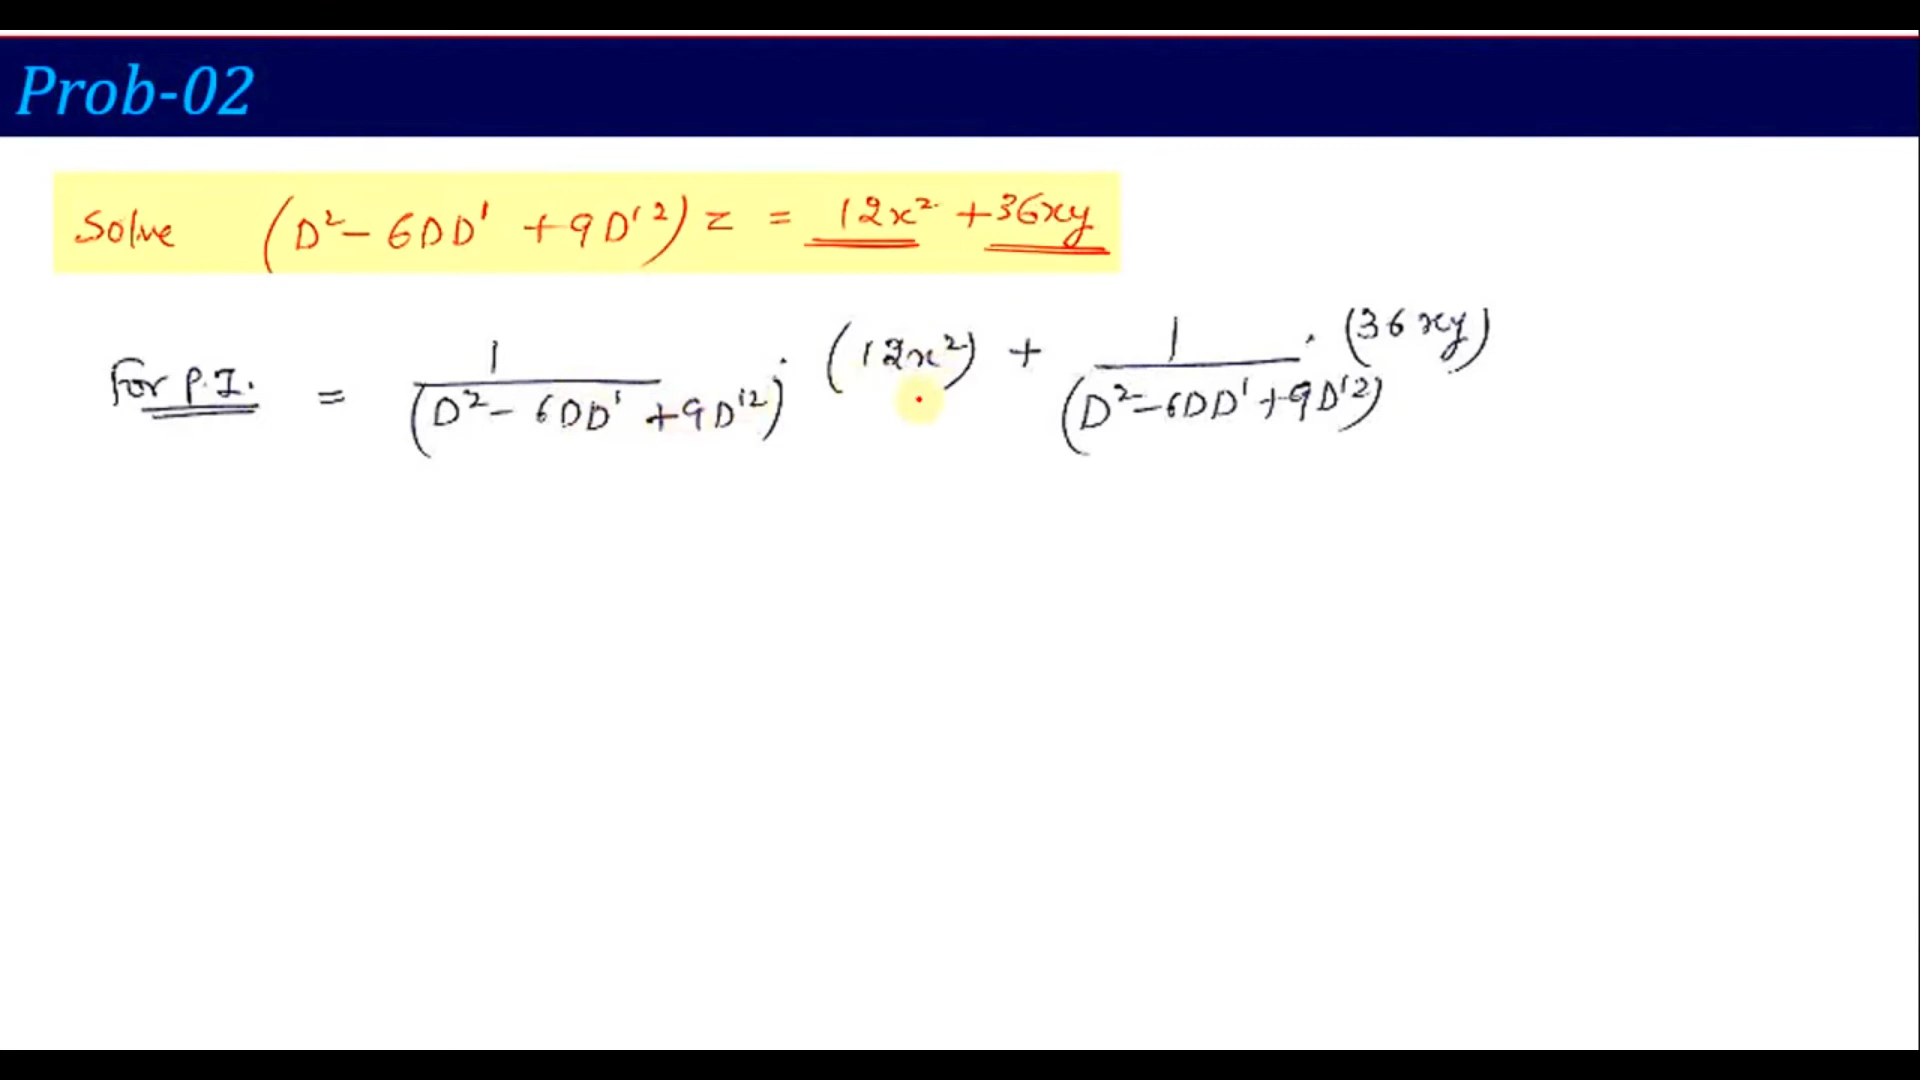 Prob-02
Solve (D² - 6DD' + 9D'²) z = 12x² + 36xy
For P.I. = 1/(D² - 6DD' + 9D'²) · (12x²) + 1/(D² - 6DD' + 9D'²) · (36xy)